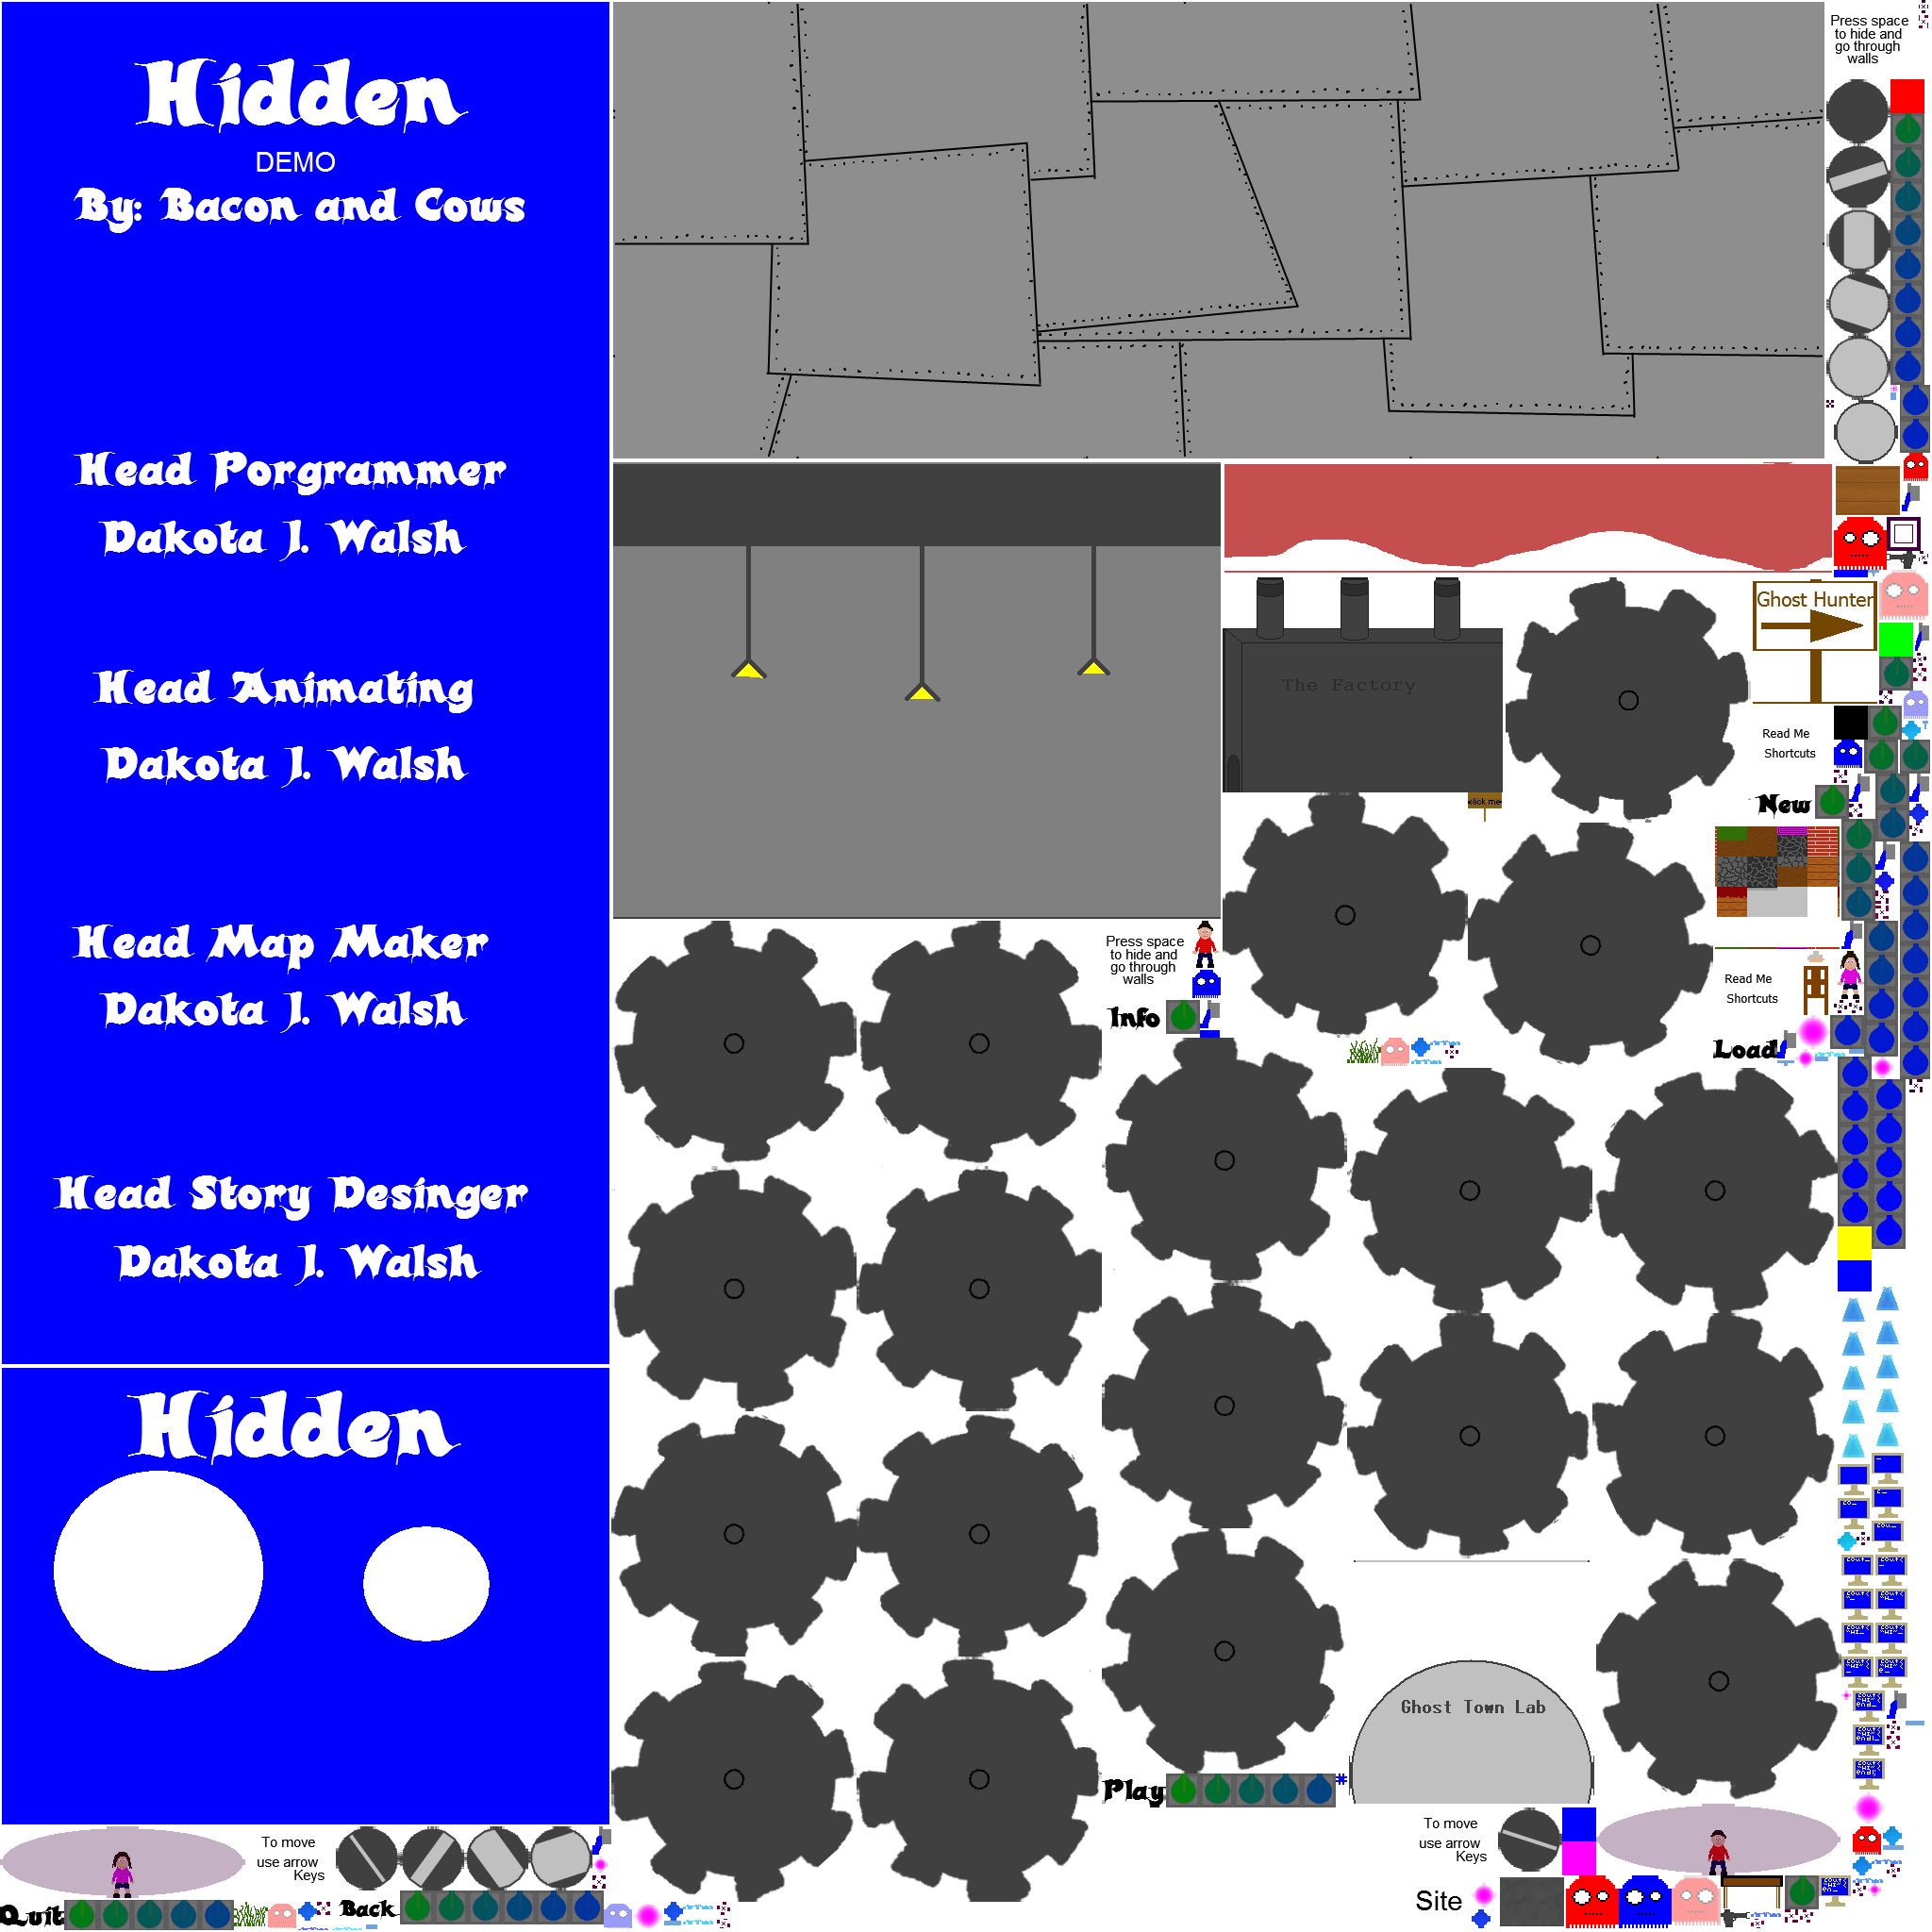 Hidden
DEMO
By: Bacon and Cows
Head Porgrammer
Dakota J. Walsh
Head Animating
Dakota J. Walsh
Head Map Maker
Dakota J. Walsh
Head Story Desinger
Dakota J. Walsh
Hidden
Press space
to hide and
go through
walls
Ghost Hunter
The Factory
click me
Read Me
Shortcuts
New
Press space
to hide and
go through
walls
Info
Read Me
Shortcuts
Load
Ghost Town Lab
Play
To move
use arrow
Keys
Quit
Back
To move
use arrow
Keys
Site